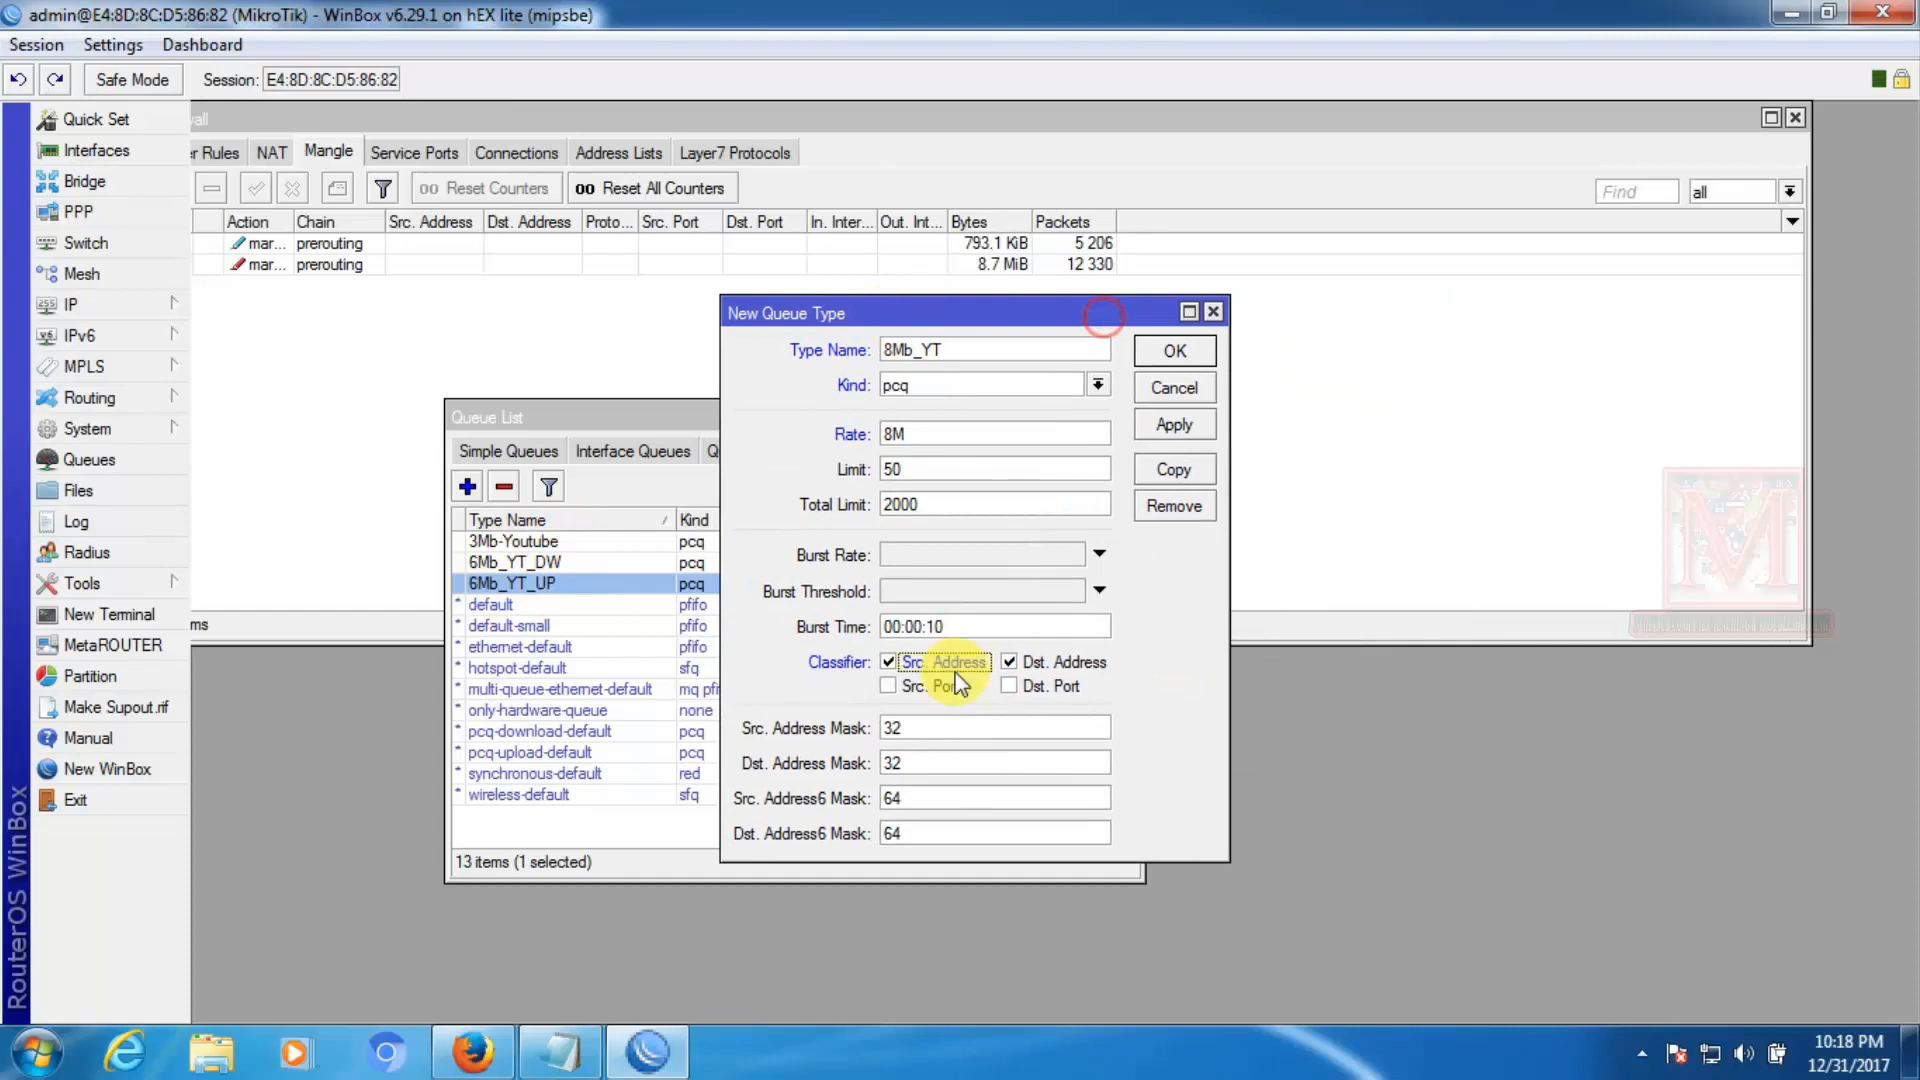 admin@E4:8D:8C:D5:86:82 (MikroTik) - WinBox v6.29.1 on hEX lite (mipsbe)
Session Settings Dashboard
Safe Mode Session: E4:8D:8C:D5:86:82
Quick Set
Interfaces
Bridge
PPP
Switch
Mesh
IP
IPv6
MPLS
Routing
System
Queues
Files
Log
Radius
Tools
New Terminal
MetaROUTER
Partition
Make Supout.rif
Manual
New WinBox
Exit
RouterOS WinBox
all
er Rules NAT Mangle Service Ports Connections Address Lists Layer7 Protocols
00 Reset Counters 00 Reset All Counters Find all
Action Chain Src. Address Dst. Address Proto... Src. Port Dst. Port In. Inter... Out. Int... Bytes Packets
mar... prerouting 793.1 KiB 5 206
mar... prerouting 8.7 MiB 12 330
ms
Queue List
Simple Queues Interface Queues Q
Type Name / Kind
3Mb-Youtube pcq
6Mb_YT_DW pcq
6Mb_YT_UP pcq
* default pfifo
* default-small pfifo
* ethernet-default pfifo
* hotspot-default sfq
* multi-queue-ethernet-default mq pfi
* only-hardware-queue none
* pcq-download-default pcq
* pcq-upload-default pcq
* synchronous-default red
* wireless-default sfq
13 items (1 selected)
New Queue Type
Type Name: 8Mb_YT
Kind: pcq
Rate: 8M
Limit: 50
Total Limit: 2000
Burst Rate:
Burst Threshold:
Burst Time: 00:00:10
Classifier: Src. Address Dst. Address
Src. Port Dst. Port
Src. Address Mask: 32
Dst. Address Mask: 32
Src. Address6 Mask: 64
Dst. Address6 Mask: 64
OK
Cancel
Apply
Copy
Remove
M
10:18 PM
12/31/2017